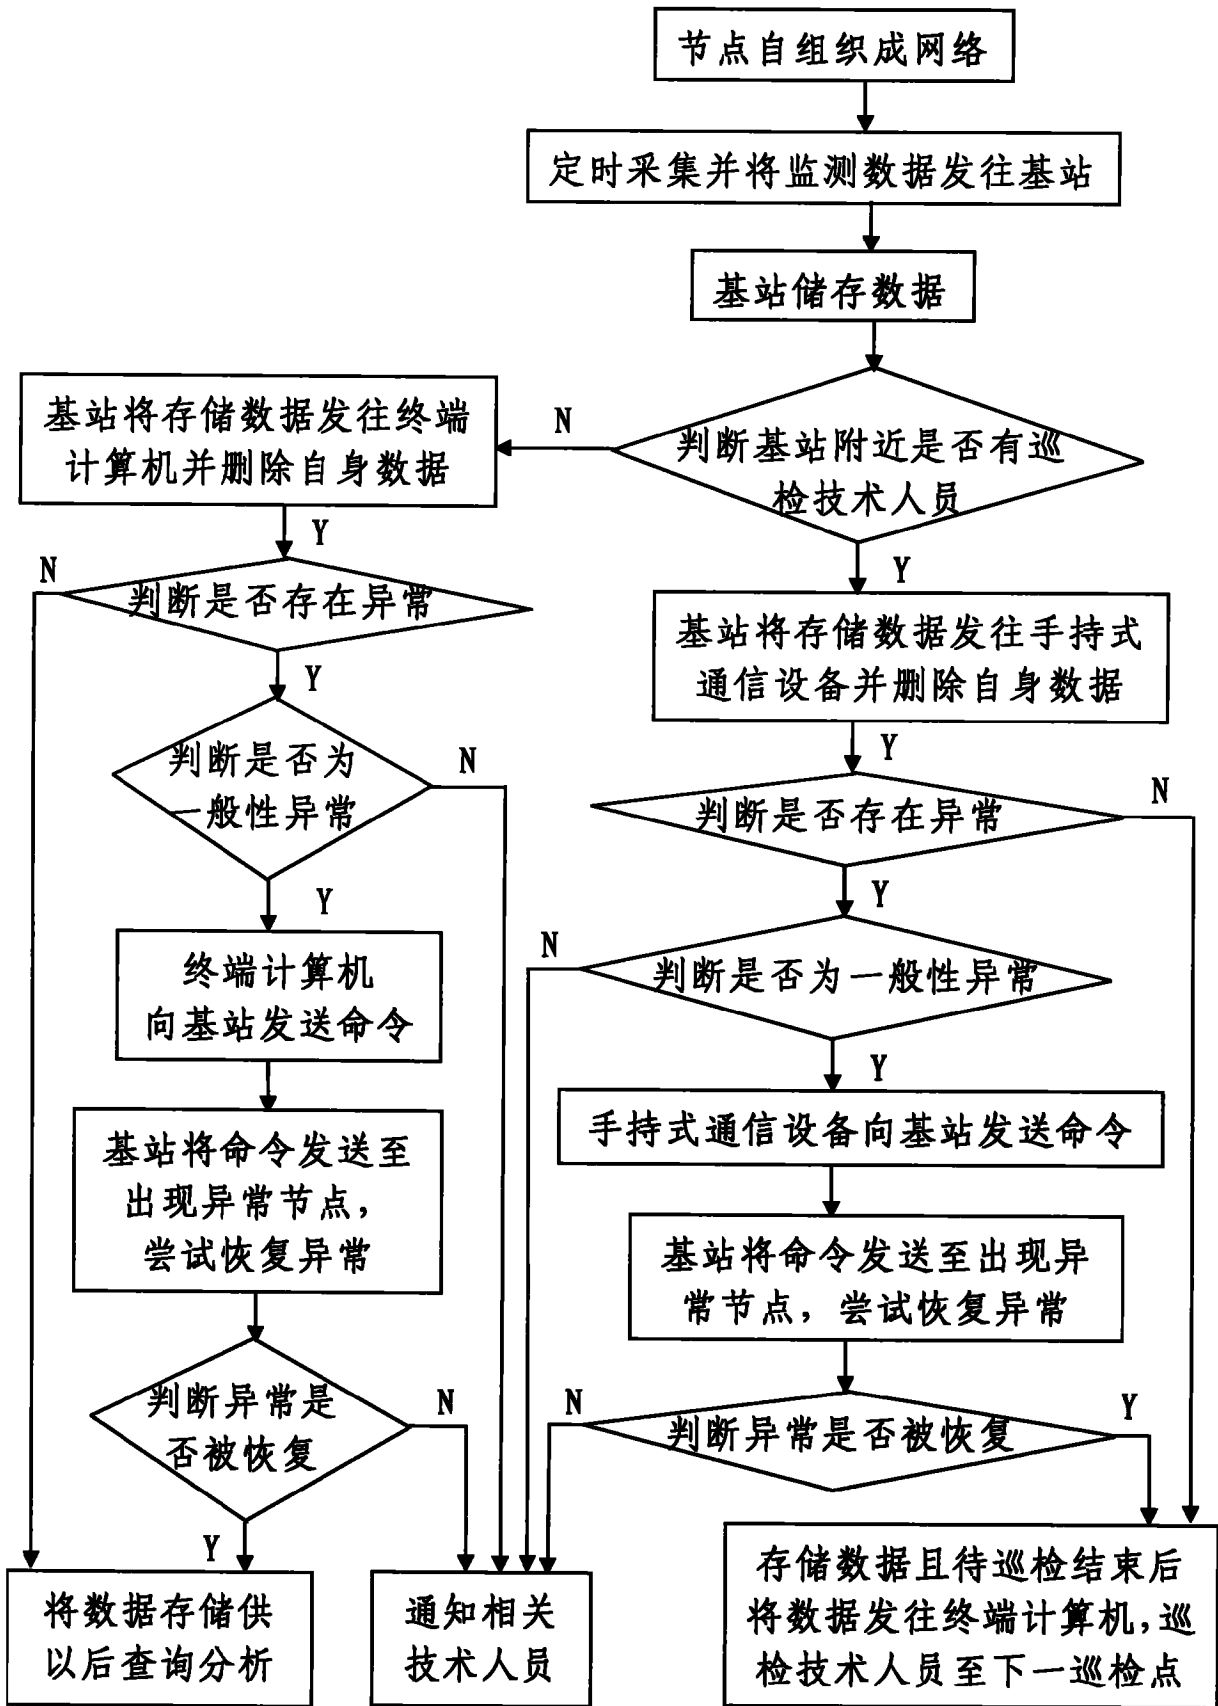 节点自组织成网络
定时采集并将监测数据发往基站
基站储存数据
判断基站附近是否有巡
检技术人员
N
Y
基站将存储数据发往终端
计算机并删除自身数据
Y
判断是否存在异常
N
Y
判断是否为
一般性异常
N
Y
终端计算机
向基站发送命令
基站将命令发送至
出现异常节点，
尝试恢复异常
判断异常是
否被恢复
N
Y
基站将存储数据发往手持式
通信设备并删除自身数据
Y
判断是否存在异常
N
Y
判断是否为一般性异常
N
Y
手持式通信设备向基站发送命令
基站将命令发送至出现异
常节点，尝试恢复异常
判断异常是否被恢复
N
Y
将数据存储供
以后查询分析
通知相关
技术人员
存储数据且待巡检结束后
将数据发往终端计算机，巡
检技术人员至下一巡检点